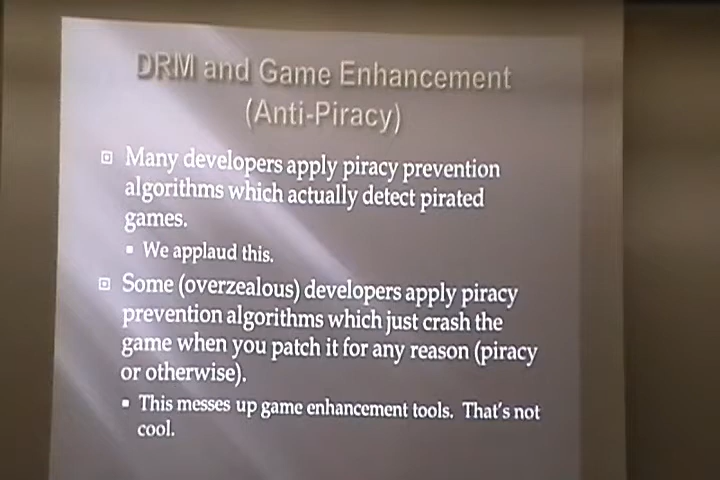 DRM and Game Enhancement
(Anti-Piracy)
Many developers apply piracy prevention
algorithms which actually detect pirated
games.
We applaud this.
Some (overzealous) developers apply piracy
prevention algorithms which just crash the
game when you patch it for any reason (piracy
or otherwise).
This messes up game enhancement tools. That's not
cool.